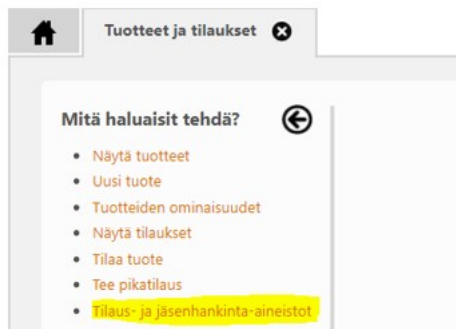 Tuotteet ja tilaukset
Mitä haluaisit tehdä?
Näytä tuotteet
Uusi tuote
Tuotteiden ominaisuudet
Näytä tilaukset
Tilaa tuote
Tee pikatilaus
Tilaus- ja jäsenhankinta-aineistot